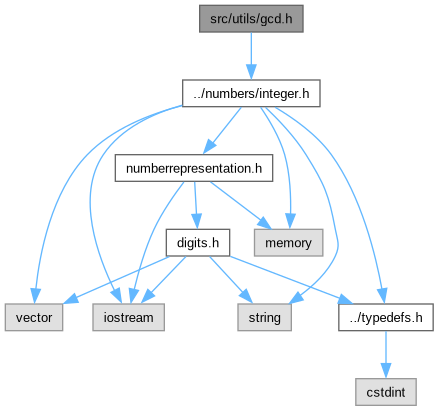 src/utils/gcd.h
../numbers/integer.h
numberrepresentation.h
digits.h
memory
vector
iostream
string
../typedefs.h
cstdint